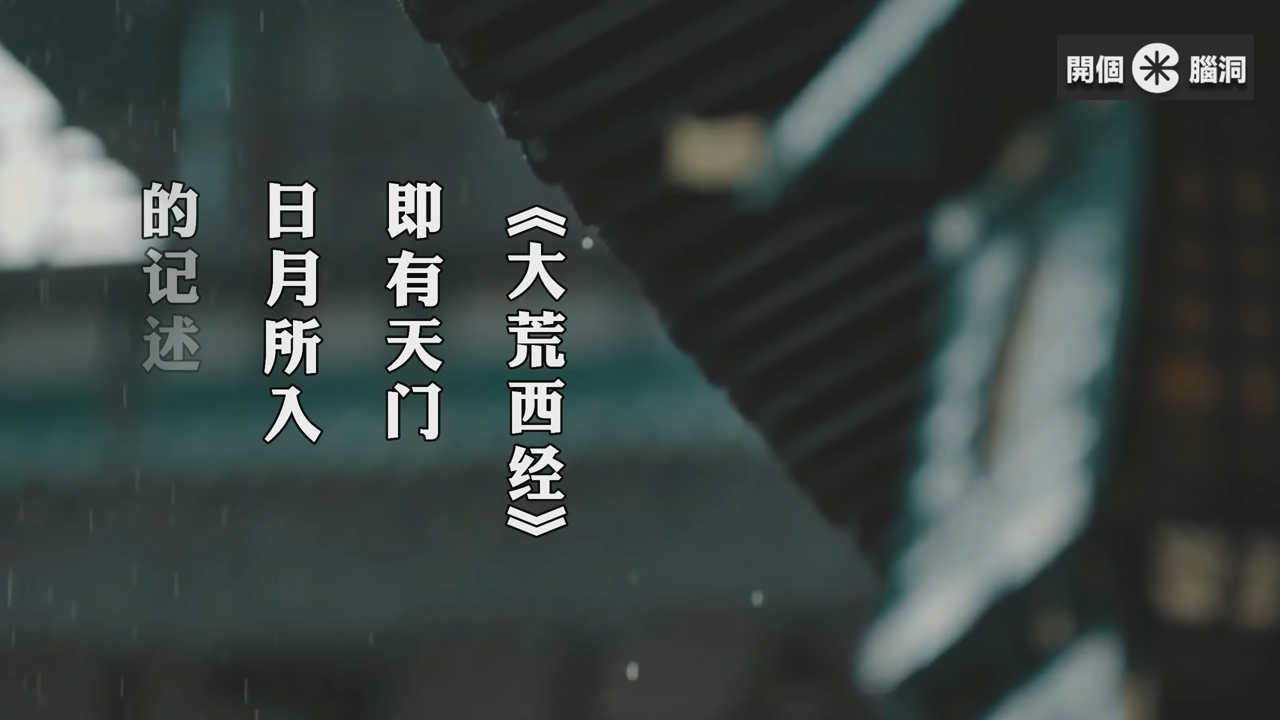 開個 腦洞
《大荒西经》
即有天门
日月所入
的记述